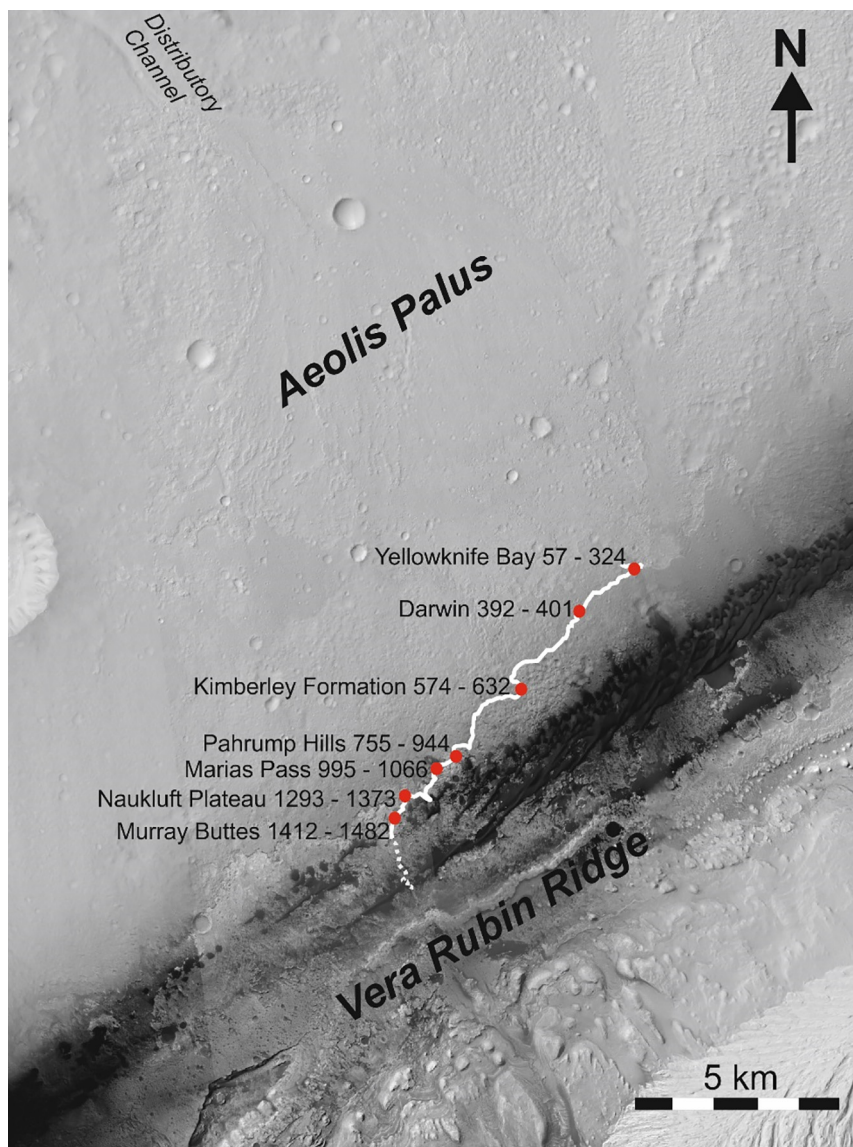 Distributory
Channel
N
Aeolis Palus
Yellowknife Bay 57 - 324
Darwin 392 - 401
Kimberley Formation 574 - 632
Pahrump Hills 755 - 944
Marias Pass 995 - 1066
Naukluft Plateau 1293 - 1373
Murray Buttes 1412 - 1482
Vera Rubin Ridge
5 km